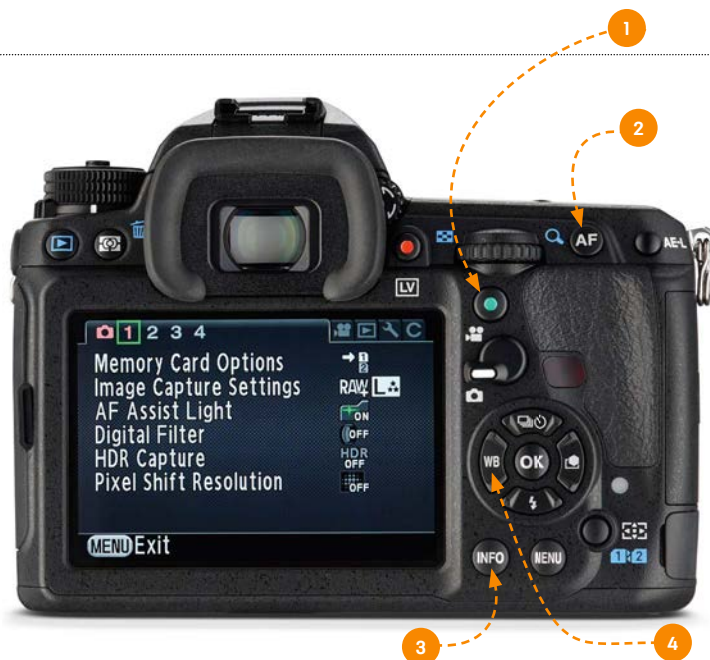 1
2
AF
AE-L
LV
1 2 3 4
C
Memory Card Options
1
2
Image Capture Settings RAW+ L
AF Assist Light ON
Digital Filter OFF
HDR Capture HDR
OFF
Pixel Shift Resolution OFF
MENU Exit
WB
OK
INFO
MENU
1 2
3
4